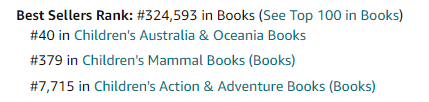 Best Sellers Rank: #324,593 in Books (See Top 100 in Books)
#40 in Children's Australia & Oceania Books
#379 in Children's Mammal Books (Books)
#7,715 in Children's Action & Adventure Books (Books)